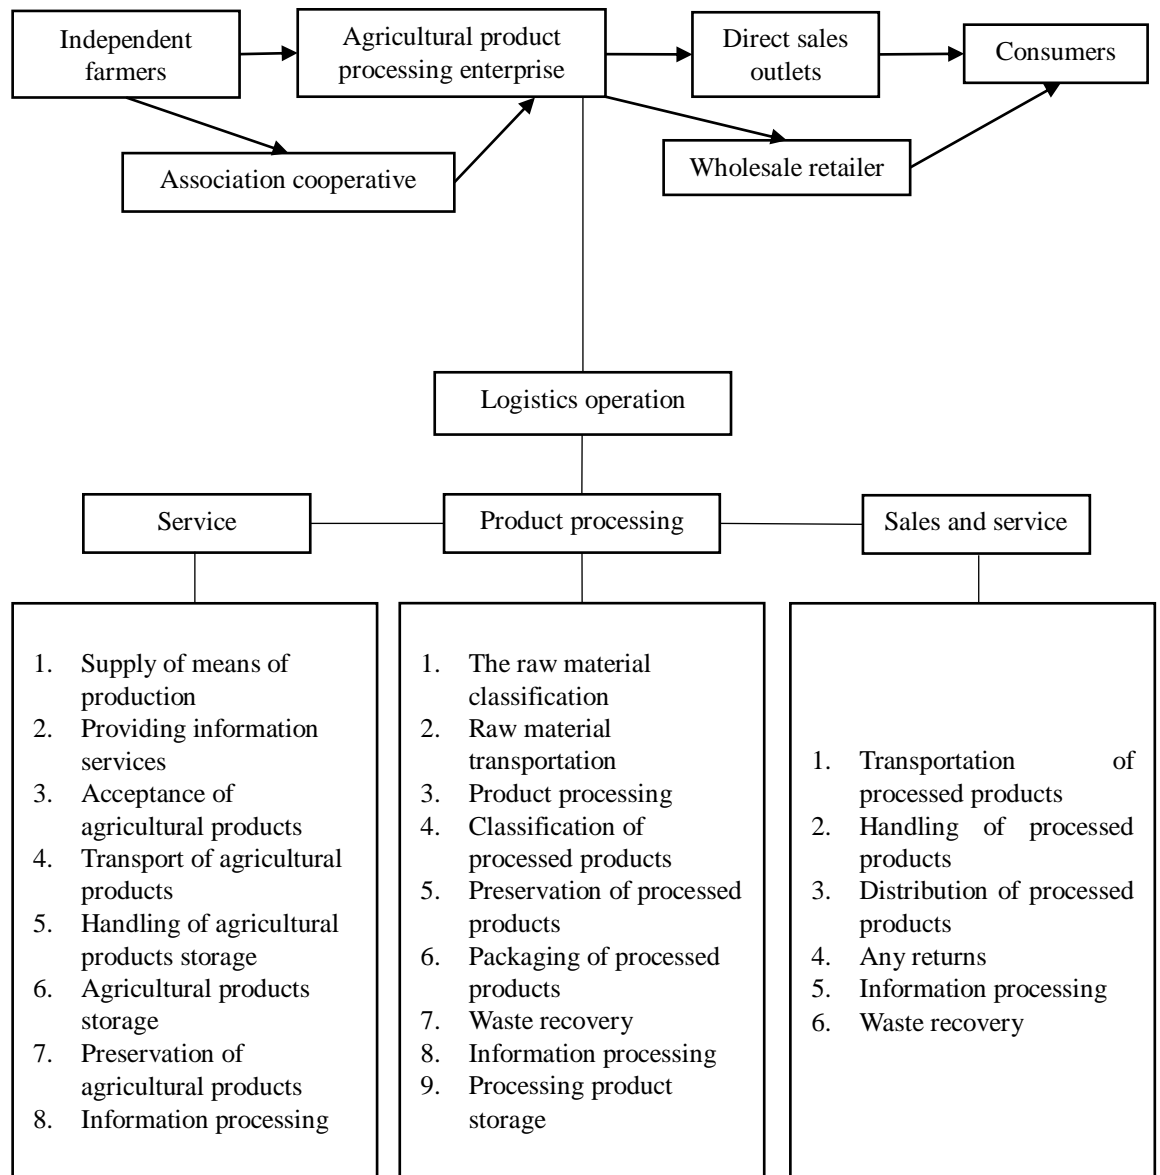 Independent
farmers
Agricultural product
processing enterprise
Direct sales
outlets
Consumers
Association cooperative
Wholesale retailer
Logistics operation
Service
Product processing
Sales and service
1. Supply of means of
production
2. Providing information
services
3. Acceptance of
agricultural products
4. Transport of agricultural
products
5. Handling of agricultural
products storage
6. Agricultural products
storage
7. Preservation of
agricultural products
8. Information processing
1. The raw material
classification
2. Raw material
transportation
3. Product processing
4. Classification of
processed products
5. Preservation of processed
products
6. Packaging of processed
products
7. Waste recovery
8. Information processing
9. Processing product
storage
1. Transportation of
processed products
2. Handling of processed
products
3. Distribution of processed
products
4. Any returns
5. Information processing
6. Waste recovery